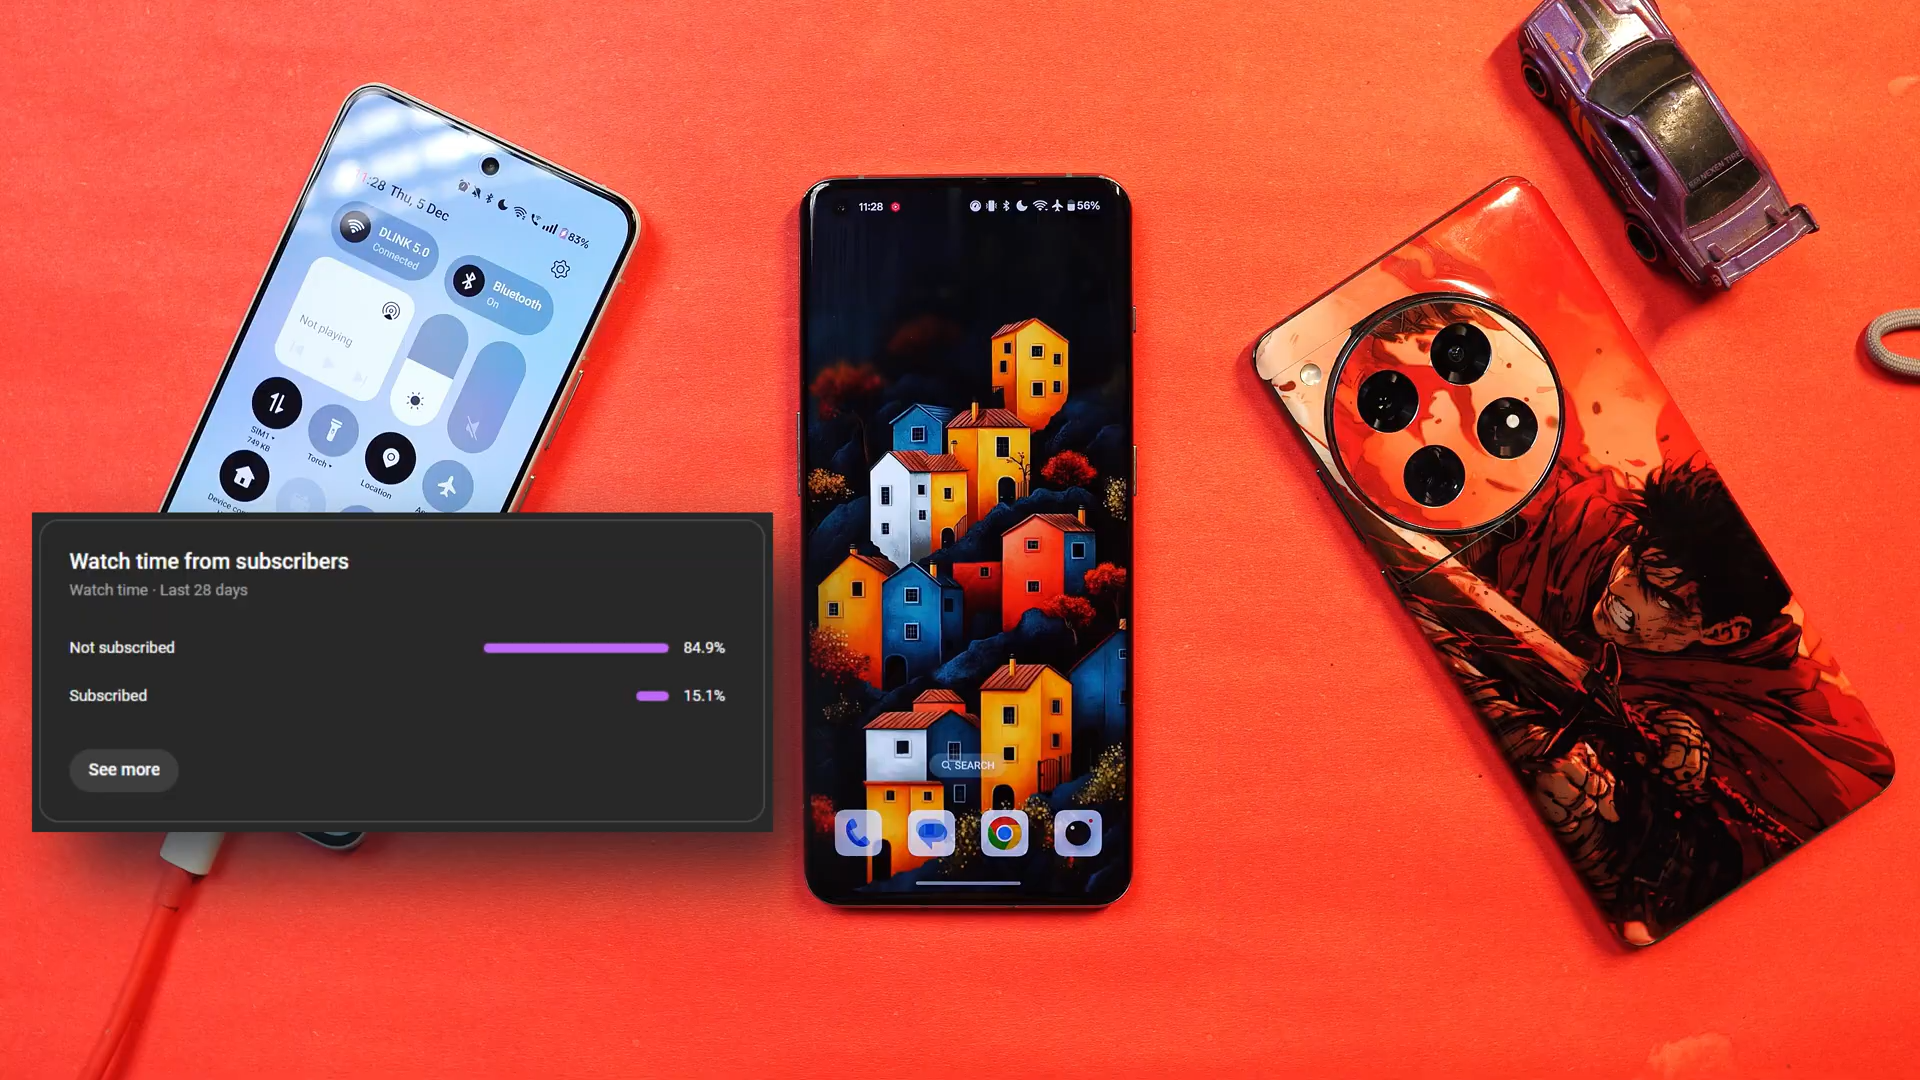 11:28 Thu, 5 Dec
83%
DLINK 5.0
Connected
Bluetooth
On
Not playing
SIM1
749 KB
Torch
Location
Watch time from subscribers
Watch time · Last 28 days
Not subscribed
84.9%
Subscribed
15.1%
See more
11:28
56%
SEARCH
NEXEN TIRE